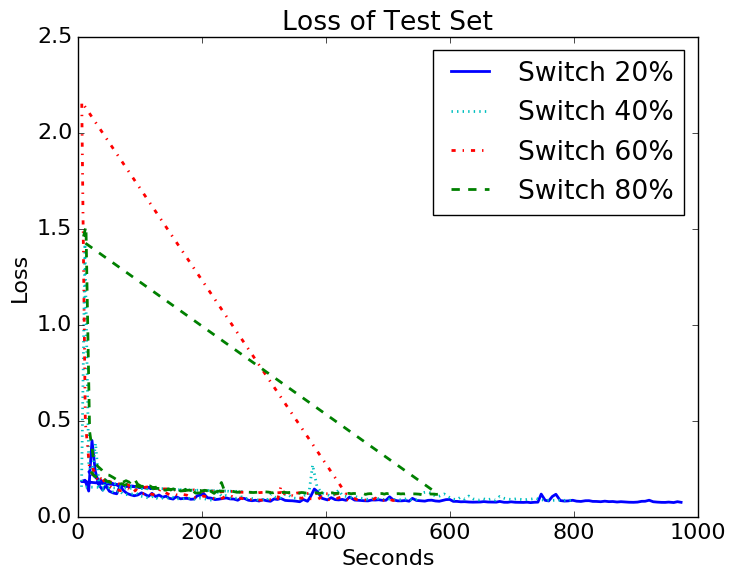 Loss of Test Set
2.5
2.0
1.5
1.0
0.5
0.0
Loss
Switch 20%
Switch 40%
Switch 60%
Switch 80%
0 200 400 600 800 1000
Seconds